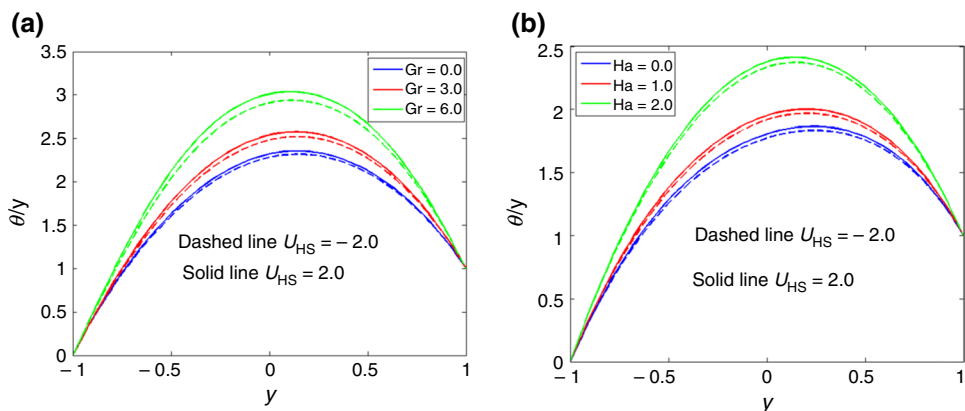 (a)
3.5
3
2.5
2
1.5
1
0.5
0
θ/y
Gr = 0.0
Gr = 3.0
Gr = 6.0
Dashed line U_HS = − 2.0
Solid line U_HS = 2.0
− 1
−0.5
0
0.5
1
y
(b)
2.5
2
1.5
1
0.5
0
θ/y
Ha = 0.0
Ha = 1.0
Ha = 2.0
Dashed line U_HS = − 2.0
Solid line U_HS = 2.0
− 1
−0.5
0
0.5
1
y